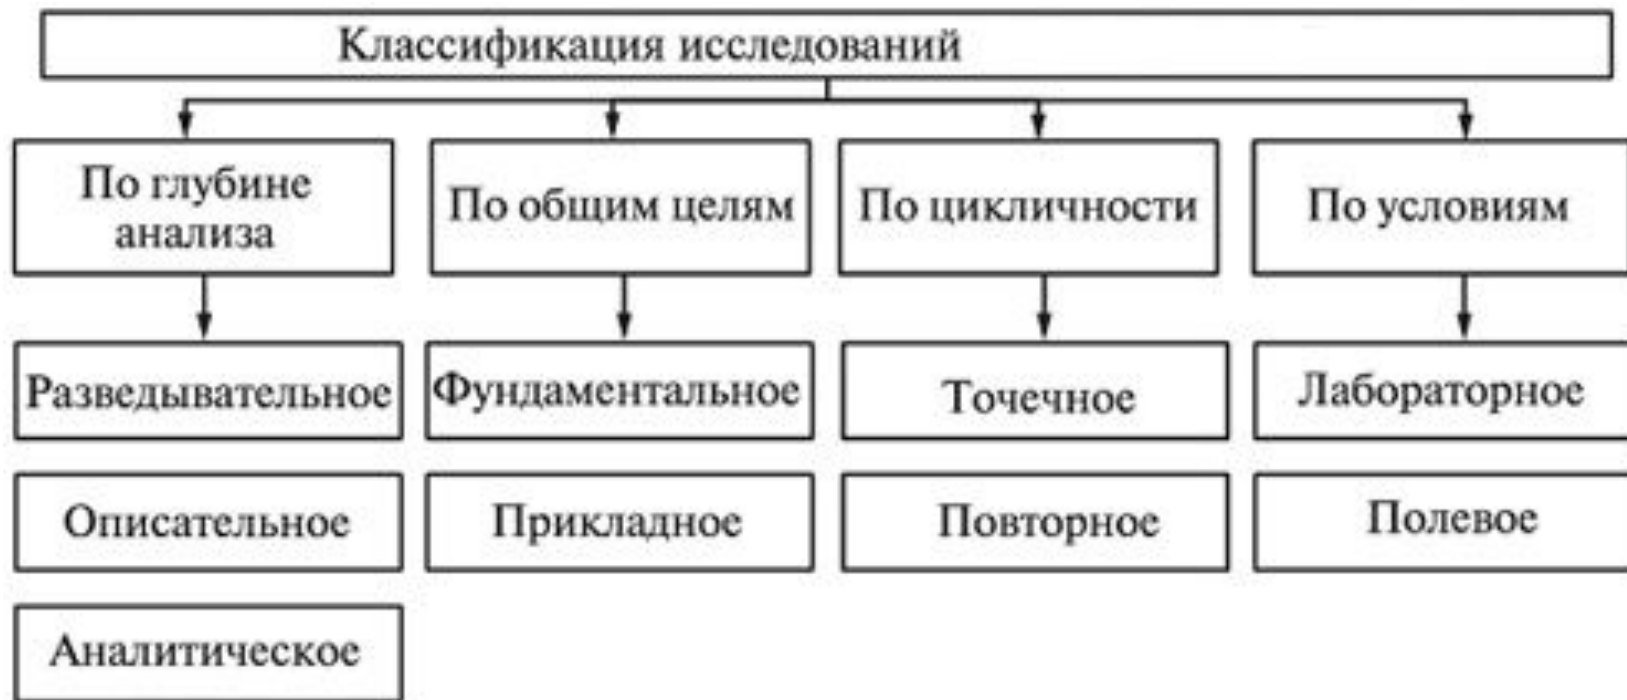 Классификация исследований
По глубине
анализа
По общим целям
По цикличности
По условиям
Разведывательное
Фундаментальное
Точечное
Лабораторное
Описательное
Прикладное
Повторное
Полевое
Аналитическое